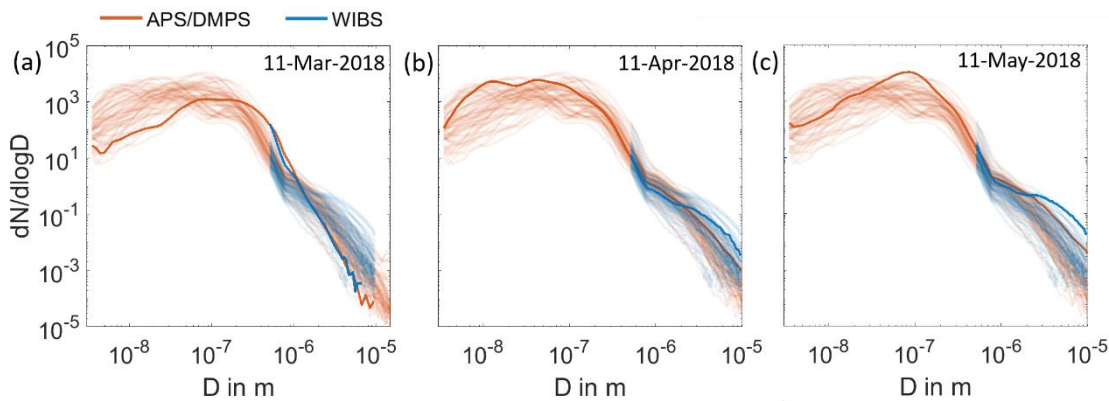 APS/DMPS WIBS
(a) 11-Mar-2018 (b) 11-Apr-2018 (c) 11-May-2018
dN/dlogD
10^5
10^3
10^1
10^-1
10^-3
10^-5
10^-8 10^-7 10^-6 10^-5 10^-8 10^-7 10^-6 10^-5 10^-8 10^-7 10^-6 10^-5
D in m D in m D in m